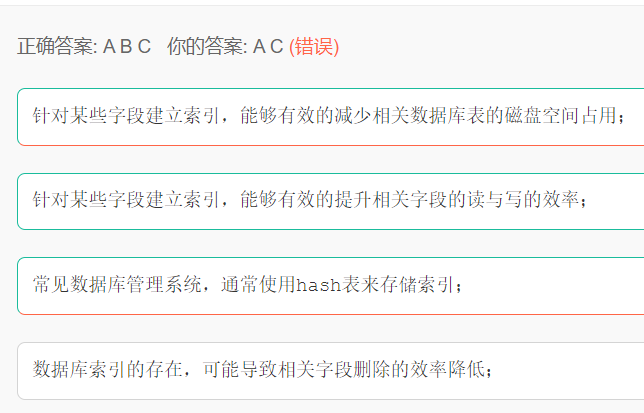 正确答案: A B C 你的答案: A C (错误)
针对某些字段建立索引，能够有效的减少相关数据库表的磁盘空间占用；
针对某些字段建立索引，能够有效的提升相关字段的读与写的效率；
常见数据库管理系统，通常使用hash表来存储索引；
数据库索引的存在，可能导致相关字段删除的效率降低；